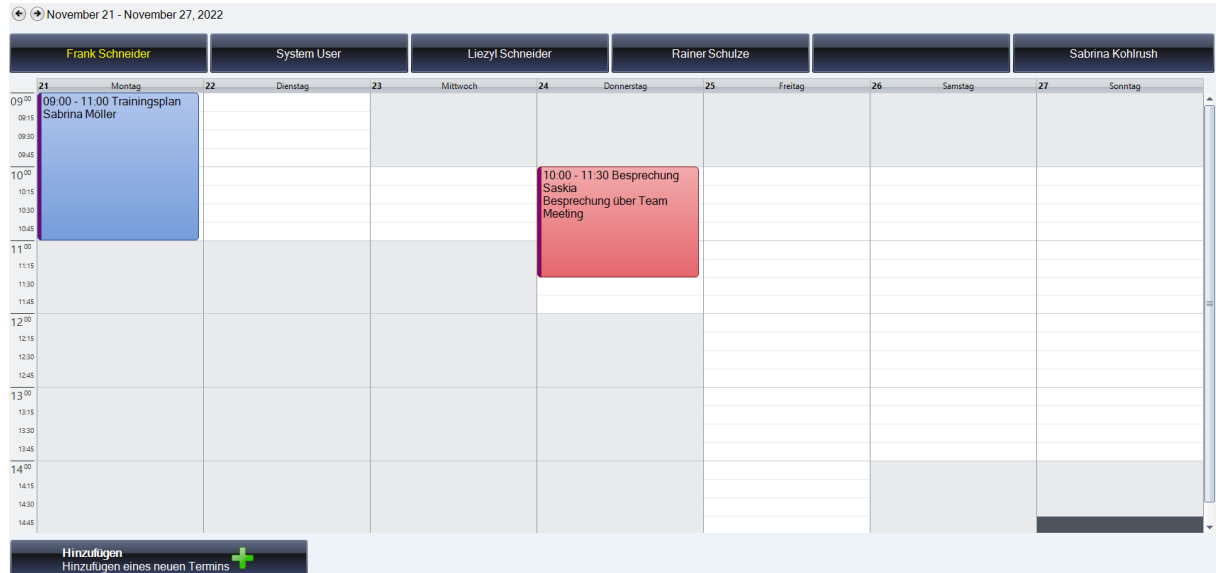 November 21 - November 27, 2022
Frank Schneider
System User
Liezyl Schneider
Rainer Schulze
Sabrina Kohlrush
21 Montag
22 Dienstag
23 Mittwoch
24 Donnerstag
25 Freitag
26 Samstag
27 Sonntag
09 00
09:00 - 11:00 Trainingsplan
Sabrina Möller
09:15
09:30
09:45
10 00
10:00 - 11:30 Besprechung
Saskia
Besprechung über Team
Meeting
10:15
10:30
10:45
11 00
11:15
11:30
11:45
12 00
12:15
12:30
12:45
13 00
13:15
13:30
13:45
14 00
14:15
14:30
14:45
Hinzufügen
Hinzufügen eines neuen Termins